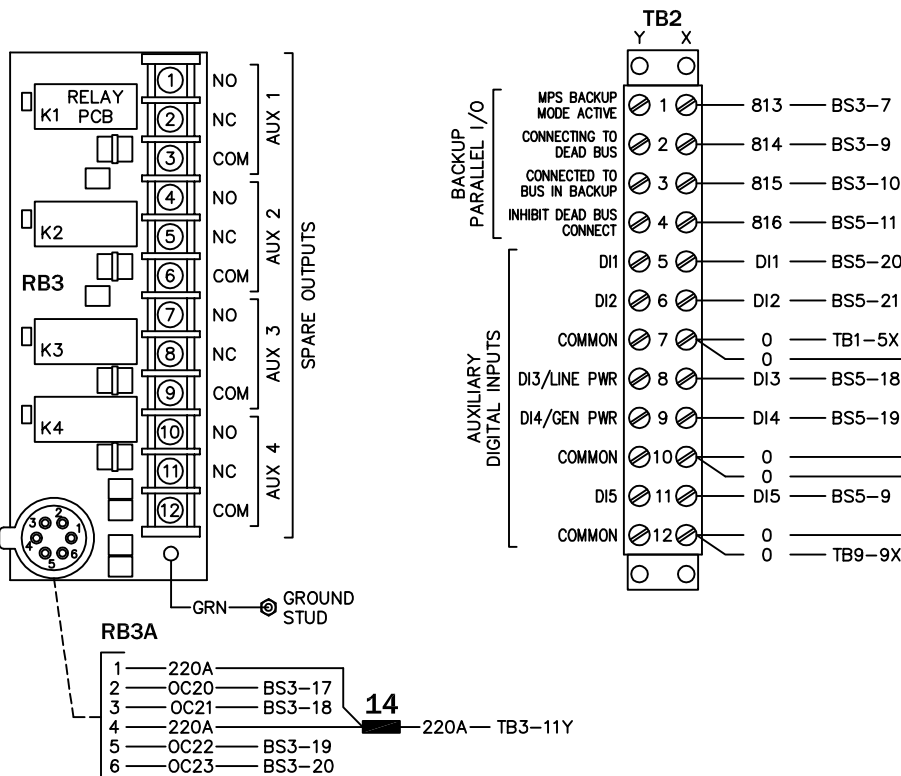 RELAY
PCB
K1
K2
RB3
K3
K4
1 NO
2 NC
3 COM
AUX 1
4 NO
5 NC
6 COM
AUX 2
7 NO
8 NC
9 COM
AUX 3
10 NO
11 NC
12 COM
AUX 4
SPARE OUTPUTS
3 2 1
4 5 6
GRN
GROUND
STUD
RB3A
1 220A
2 OC20 BS3-17
3 OC21 BS3-18
4 220A
5 OC22 BS3-19
6 OC23 BS3-20
14
220A TB3-11Y
TB2
Y X
BACKUP
PARALLEL I/O
MPS BACKUP
MODE ACTIVE
1 813 BS3-7
CONNECTING TO
DEAD BUS
2 814 BS3-9
CONNECTED TO
BUS IN BACKUP
3 815 BS3-10
INHIBIT DEAD BUS
CONNECT
4 816 BS5-11
AUXILIARY
DIGITAL INPUTS
DI1 5 DI1 BS5-20
DI2 6 DI2 BS5-21
COMMON 7 0 TB1-5X
0
DI3/LINE PWR 8 DI3 BS5-18
DI4/GEN PWR 9 DI4 BS5-19
COMMON 10 0
0
DI5 11 DI5 BS5-9
COMMON 12 0
0 TB9-9X